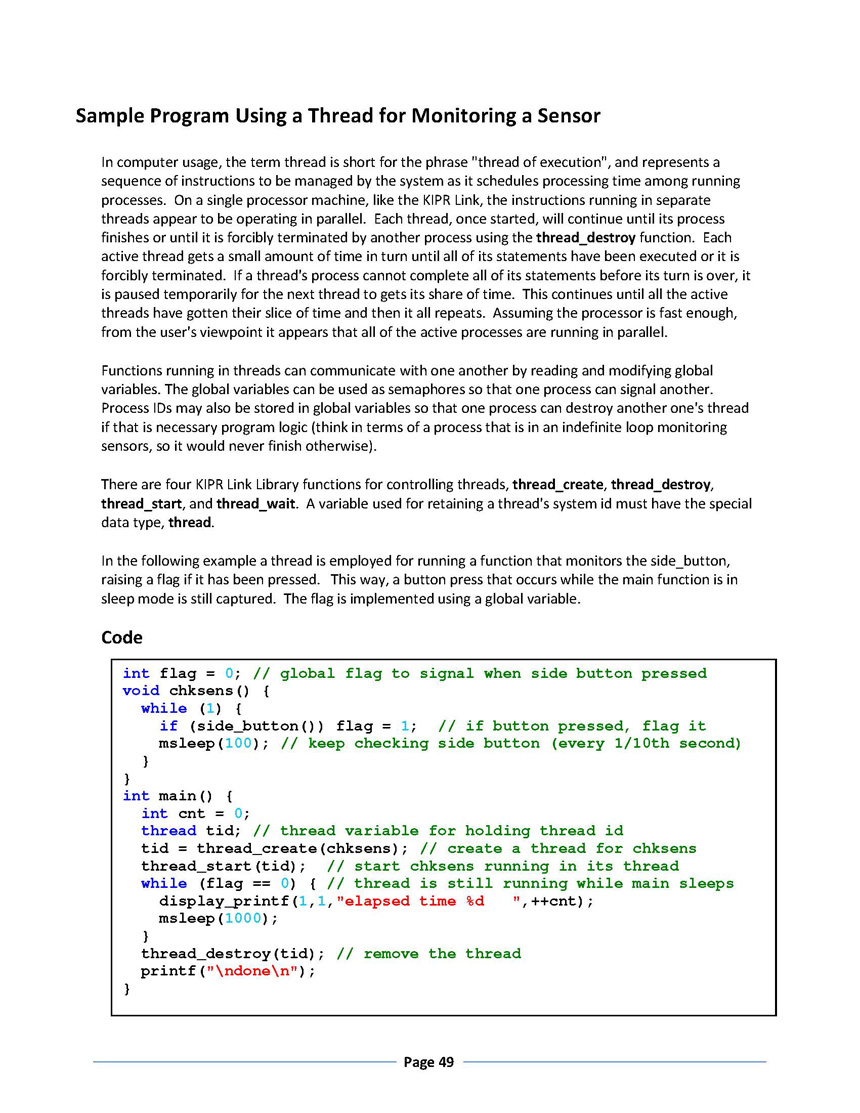 Sample Program Using a Thread for Monitoring a Sensor
In computer usage, the term thread is short for the phrase "thread of execution", and represents a
sequence of instructions to be managed by the system as it schedules processing time among running
processes.  On a single processor machine, like the KIPR Link, the instructions running in separate
threads appear to be operating in parallel.  Each thread, once started, will continue until its process
finishes or until it is forcibly terminated by another process using the thread_destroy function.  Each
active thread gets a small amount of time in turn until all of its statements have been executed or it is
forcibly terminated.  If a thread's process cannot complete all of its statements before its turn is over, it
is paused temporarily for the next thread to gets its share of time.  This continues until all the active
threads have gotten their slice of time and then it all repeats.  Assuming the processor is fast enough,
from the user's viewpoint it appears that all of the active processes are running in parallel.
Functions running in threads can communicate with one another by reading and modifying global
variables. The global variables can be used as semaphores so that one process can signal another.
Process IDs may also be stored in global variables so that one process can destroy another one's thread
if that is necessary program logic (think in terms of a process that is in an indefinite loop monitoring
sensors, so it would never finish otherwise).
There are four KIPR Link Library functions for controlling threads, thread_create, thread_destroy,
thread_start, and thread_wait.  A variable used for retaining a thread's system id must have the special
data type, thread.
In the following example a thread is employed for running a function that monitors the side_button,
raising a flag if it has been pressed.   This way, a button press that occurs while the main function is in
sleep mode is still captured.  The flag is implemented using a global variable.
Code
int flag = 0; // global flag to signal when side button pressed
void chksens() {
  while (1) {
    if (side_button()) flag = 1;  // if button pressed, flag it
    msleep(100); // keep checking side button (every 1/10th second)
  }
}
int main() {
  int cnt = 0;
  thread tid; // thread variable for holding thread id
  tid = thread_create(chksens); // create a thread for chksens
  thread_start(tid);  // start chksens running in its thread
  while (flag == 0) { // thread is still running while main sleeps
    display_printf(1,1,"elapsed time %d   ",++cnt);
    msleep(1000);
  }
  thread_destroy(tid); // remove the thread
  printf("\ndone\n");
}
Page 49